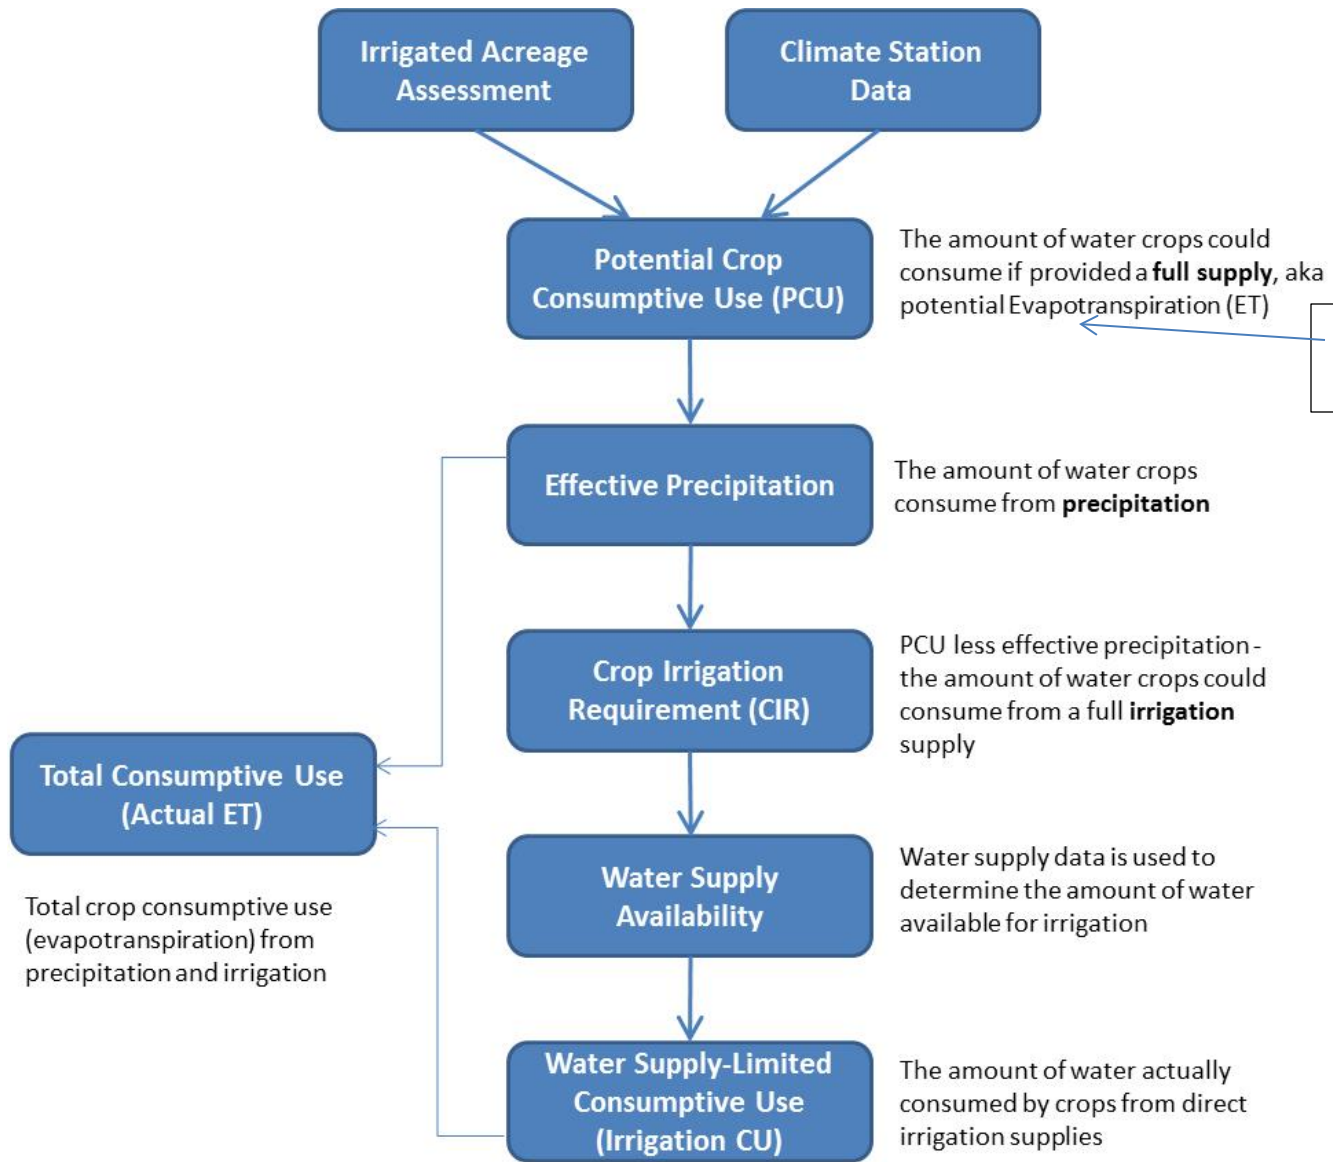 Irrigated Acreage
Assessment
Climate Station
Data
Potential Crop
Consumptive Use (PCU)
The amount of water crops could
consume if provided a full supply, aka
potential Evapotranspiration (ET)
Effective Precipitation
The amount of water crops
consume from precipitation
Crop Irrigation
Requirement (CIR)
PCU less effective precipitation -
the amount of water crops could
consume from a full irrigation
supply
Total Consumptive Use
(Actual ET)
Total crop consumptive use
(evapotranspiration) from
precipitation and irrigation
Water Supply
Availability
Water supply data is used to
determine the amount of water
available for irrigation
Water Supply-Limited
Consumptive Use
(Irrigation CU)
The amount of water actually
consumed by crops from direct
irrigation supplies